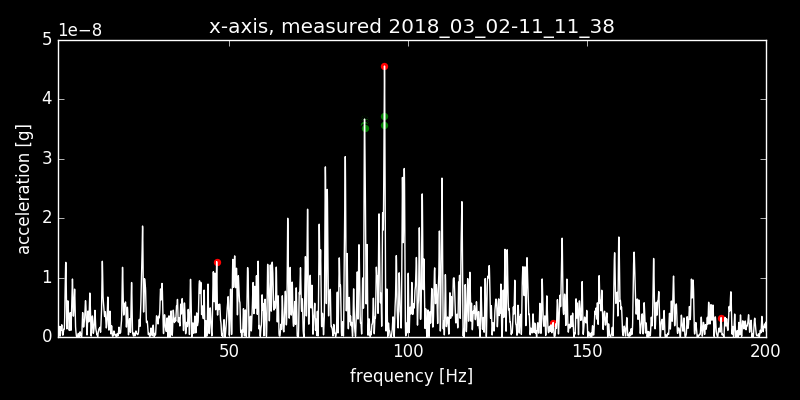 x-axis, measured 2018_03_02-11_11_38
1e−8
5
4
3
2
1
0
acceleration [g]
50
100
150
200
frequency [Hz]